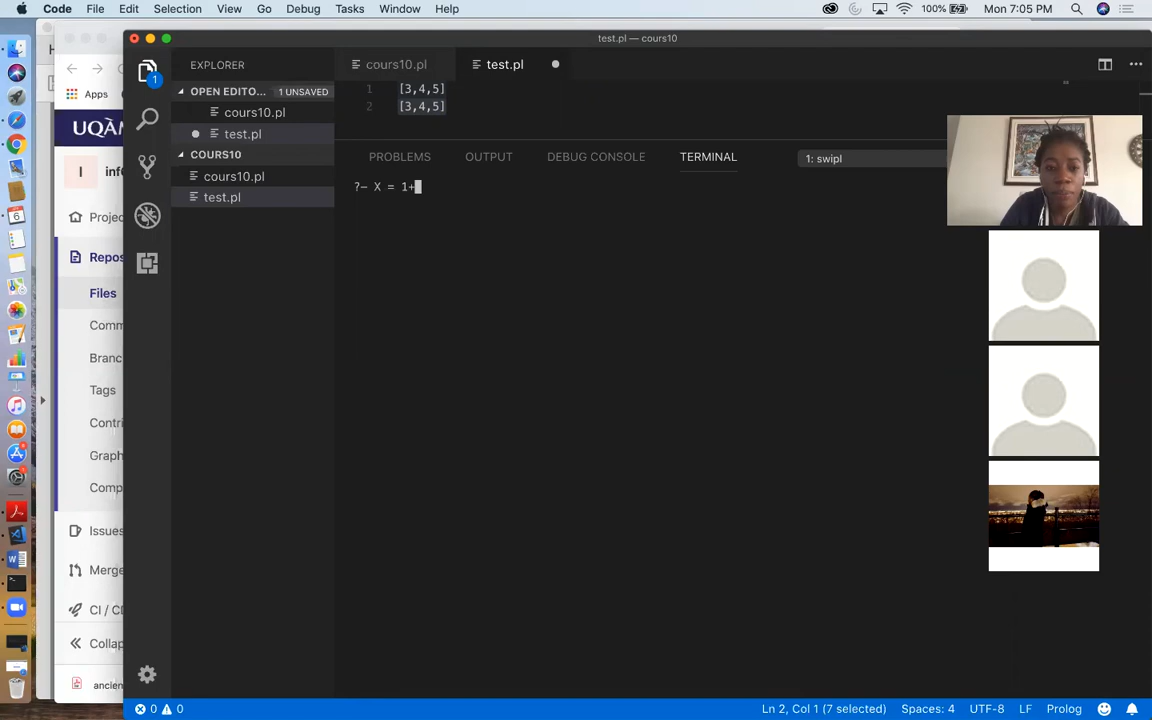 Code File Edit Selection View Go Debug Tasks Window Help 100% Mon 7:05 PM
test.pl — cours10
EXPLORER
OPEN EDITO... 1 UNSAVED
cours10.pl
test.pl
COURS10
cours10.pl
test.pl
1
cours10.pl test.pl
1 [3,4,5]
2 [3,4,5]
PROBLEMS OUTPUT DEBUG CONSOLE TERMINAL 1: swipl
?- X = 1+
Apps
UQÀM
I inf
Projec
Repos
Files
Comm
Branc
Tags
Contri
Graph
Comp
Issues
Merge
CI / CD
Collap
ancien
0 0 Ln 2, Col 1 (7 selected) Spaces: 4 UTF-8 LF Prolog